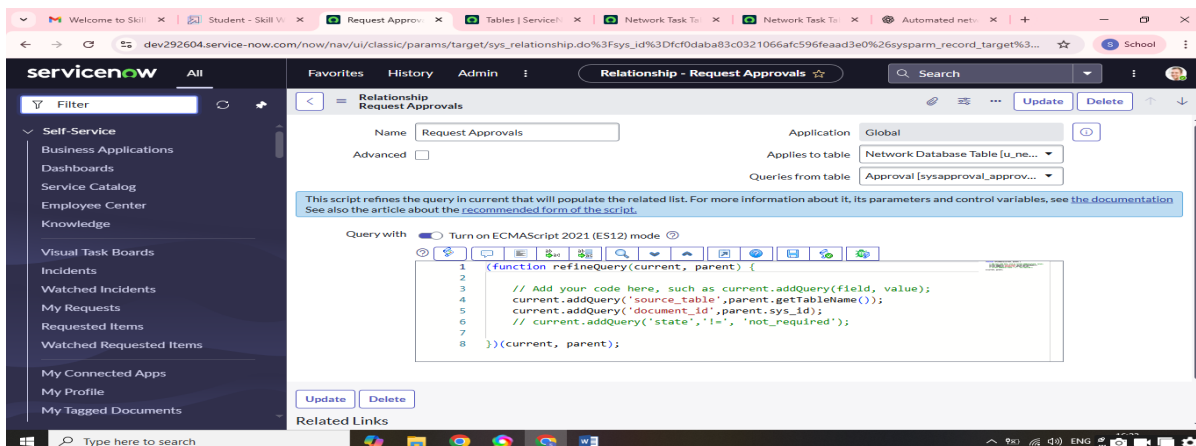 Welcome to Skil
Student - Skill W
Request Approv
Tables | ServiceN
Network Task Ta
Network Task Ta
Automated netw
dev292604.service-now.com/now/nav/ui/classic/params/target/sys_relationship.do%3Fsys_id%3Dfcf0daba83c0321066afc596feaad3e0%26sysparm_record_target%3...
S School
servicenow All Favorites History Admin Relationship - Request Approvals Search
Filter
Self-Service
Business Applications
Dashboards
Service Catalog
Employee Center
Knowledge
Visual Task Boards
Incidents
Watched Incidents
My Requests
Requested Items
Watched Requested Items
My Connected Apps
My Profile
My Tagged Documents
Relationship
Request Approvals
Update Delete
Name Request Approvals
Application Global
Advanced
Applies to table Network Database Table [u_ne...
Queries from table Approval [sysapproval_approv...
This script refines the query in current that will populate the related list. For more information about it, its parameters and control variables, see the documentation
See also the article about the recommended form of the script.
Query with Turn on ECMAScript 2021 (ES12) mode
1 (function refineQuery(current, parent) {
2
3 // Add your code here, such as current.addQuery(field, value);
4 current.addQuery('source_table',parent.getTableName());
5 current.addQuery('document_id',parent.sys_id);
6 // current.addQuery('state','!=', 'not_required');
7
8 })(current, parent);
Update Delete
Related Links
Type here to search
ENG